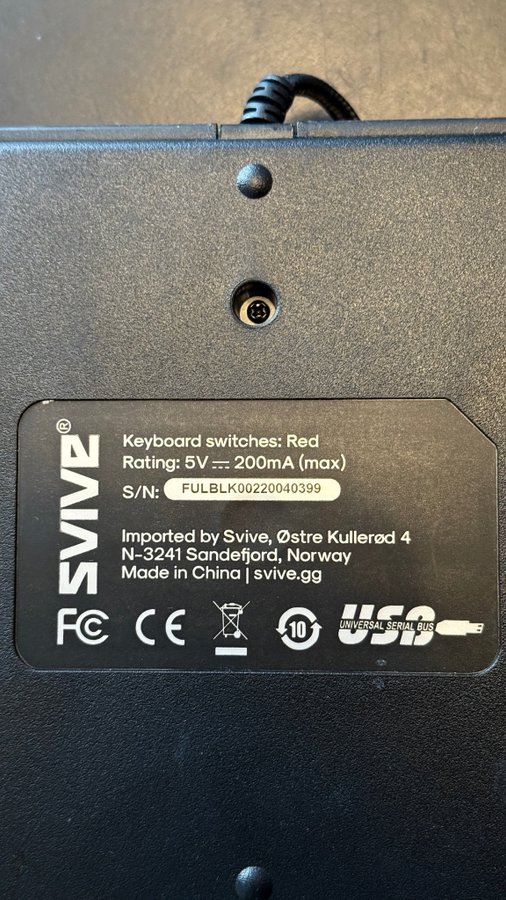 SVIVE®
Keyboard switches: Red
Rating: 5V ⎓ 200mA (max)
S/N: FULBLK00220040399
Imported by Svive, Østre Kullerød 4
N-3241 Sandefjord, Norway
Made in China | svive.gg
FC CE 10 USB
UNIVERSAL SERIAL BUS